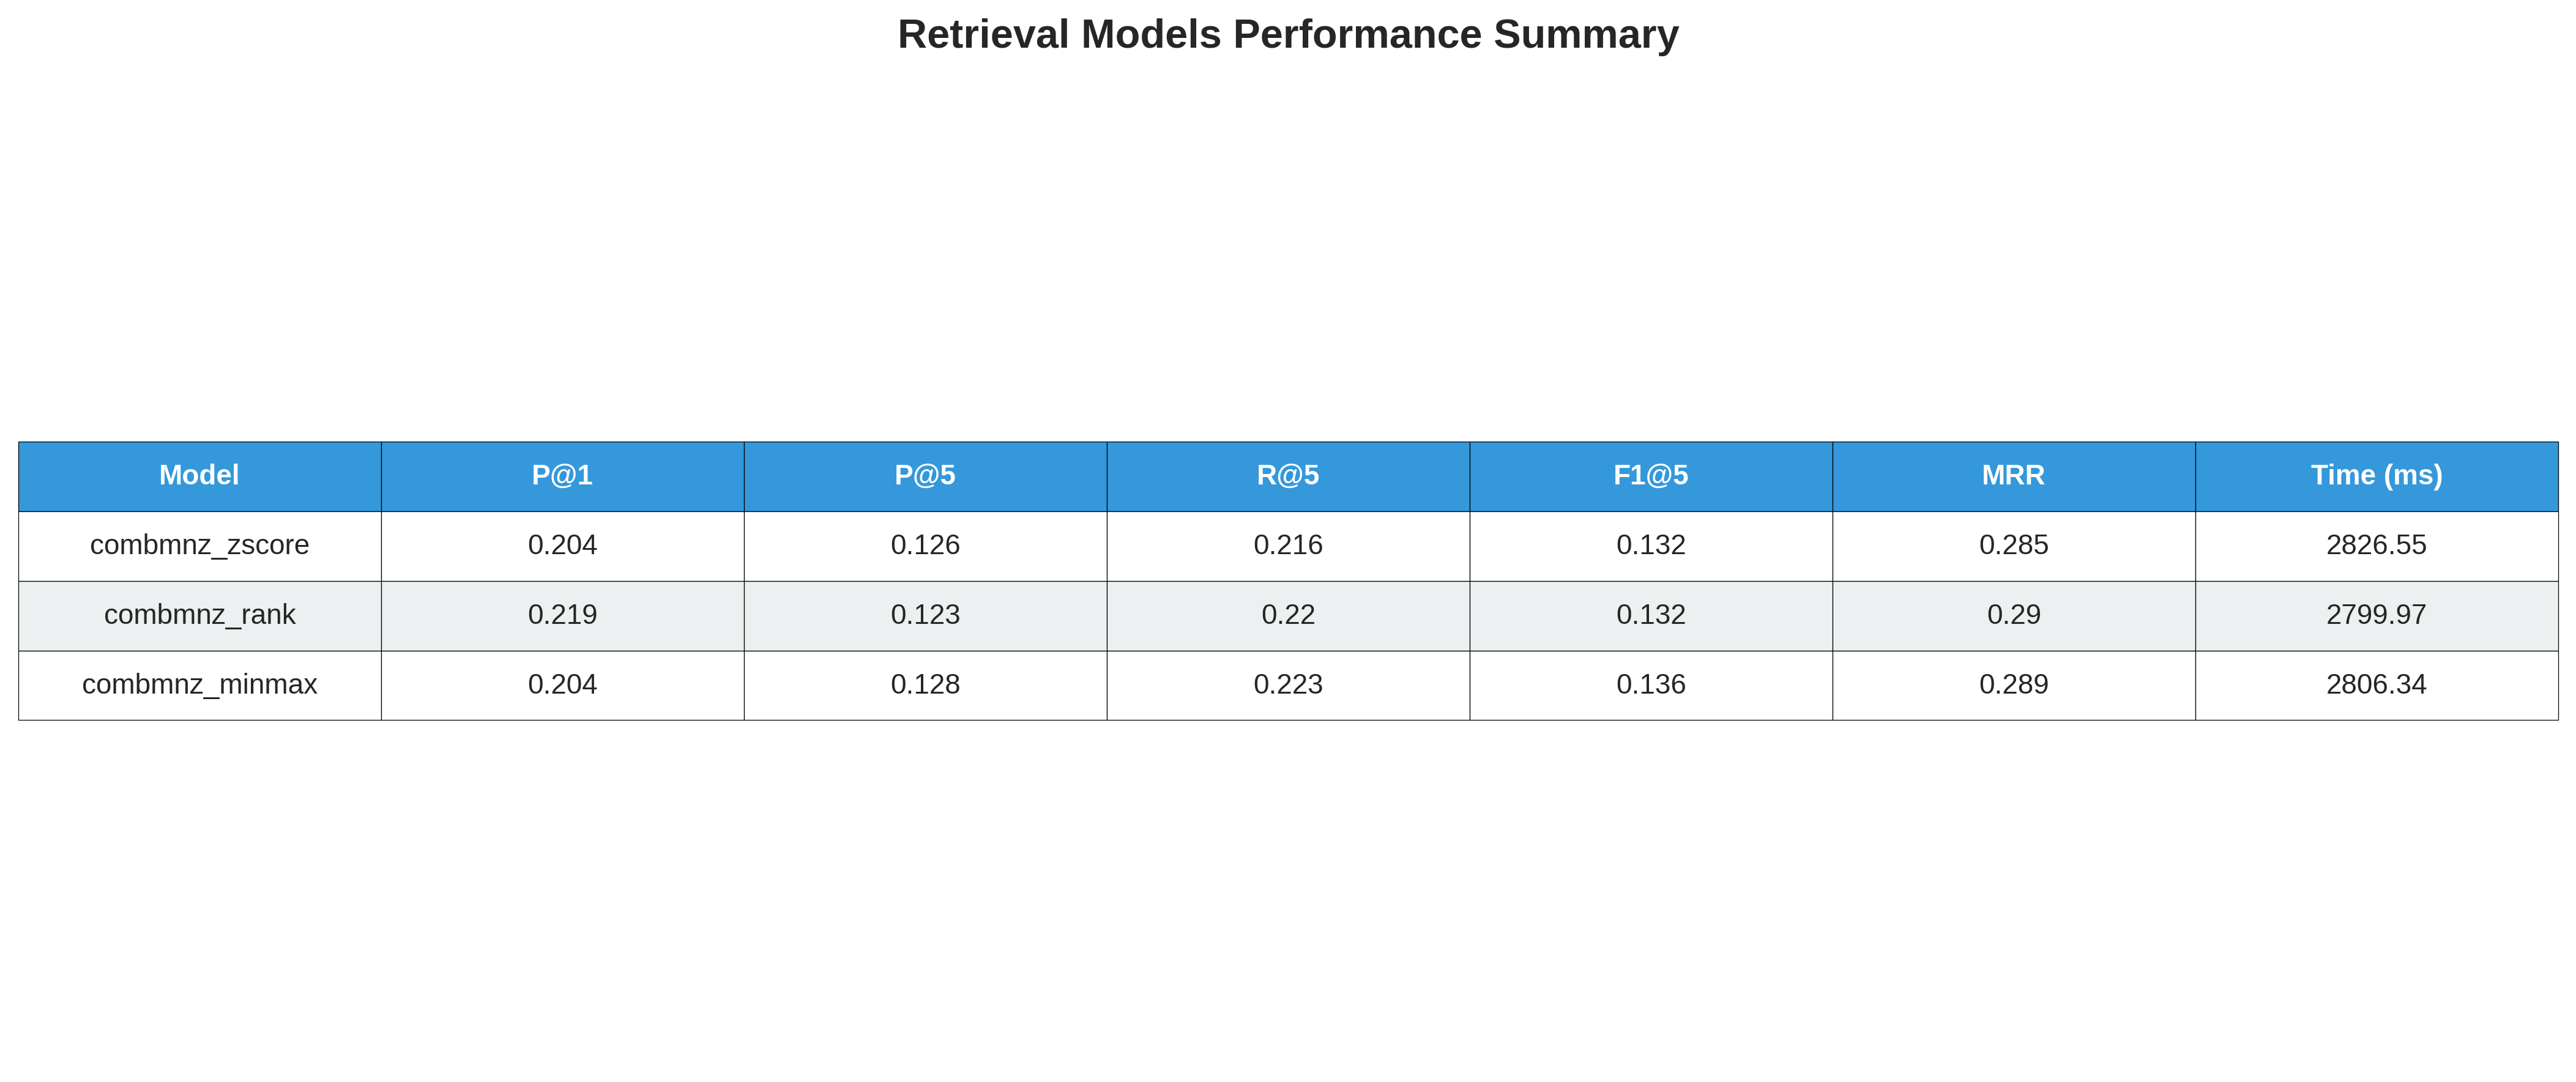 Retrieval Models Performance Summary
Model P@1 P@5 R@5 F1@5 MRR Time (ms)
combmnz_zscore 0.204 0.126 0.216 0.132 0.285 2826.55
combmnz_rank 0.219 0.123 0.22 0.132 0.29 2799.97
combmnz_minmax 0.204 0.128 0.223 0.136 0.289 2806.34